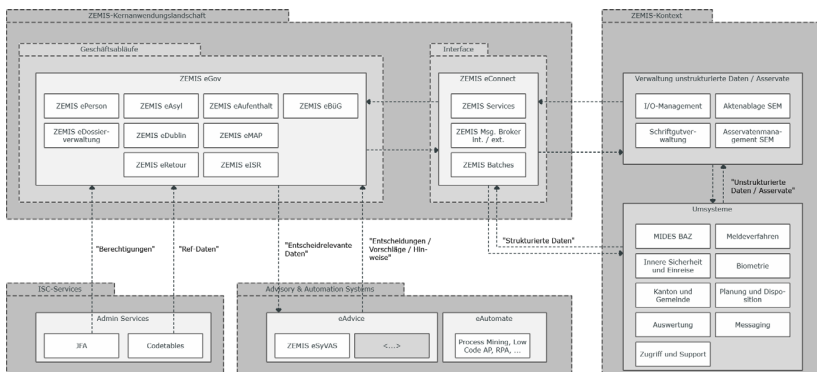 ZEMIS-Kernanwendungslandschaft
Geschäftsabläufe
ZEMIS eGov
ZEMIS ePerson
ZEMIS eAsyl
ZEMIS eAufenthalt
ZEMIS eBüG
ZEMIS eDossier-
verwaltung
ZEMIS eDublin
ZEMIS eMAP
ZEMIS eRetour
ZEMIS eISR
Interface
ZEMIS eConnect
ZEMIS Services
ZEMIS Msg. Broker
int. / ext.
ZEMIS Batches
ZEMIS-Kontext
Verwaltung unstrukturierte Daten / Asservate
I/O-Management
Aktenablage SEM
Schriftgutver-
waltung
Asservatenmana-
gement SEM
"Unstrukturierte
Daten / Asservate"
Umsysteme
MIDES BAZ
Meldeverfahren
Innere Sicherheit
und Einreise
Biometrie
Kanton und
Gemeinde
Planung und Dispo-
sition
Auswertung
Messaging
Zugriff und Support
"Berechtigungen"
"Ref-Daten"
"Entscheidrelevante
Daten"
"Entscheidungen /
Vorschläge / Hin-
weise"
"Strukturierte Daten"
ISC-Services
Admin Services
JFA
Codetables
Advisory & Automation Systems
eAdvice
ZEMIS eSyVAS
<...>
eAutomate
Process Mining, Low
Code AP, RPA, ...